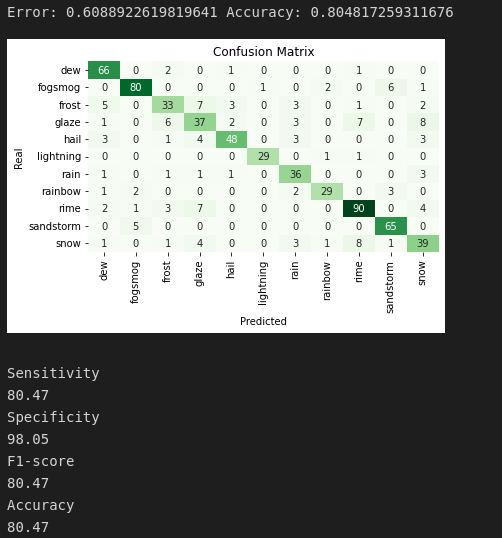 Error: 0.6088922619819641 Accuracy: 0.804817259311676
Confusion Matrix
Real
dew 66 0 2 0 1 0 0 0 1 0 0
fogsmog 0 80 0 0 0 1 0 2 0 6 1
frost 5 0 33 7 3 0 3 0 1 0 2
glaze 1 0 6 37 2 0 3 0 7 0 8
hail 3 0 1 4 48 0 3 0 0 0 3
lightning 0 0 0 0 0 29 0 1 1 0 0
rain 1 0 1 1 1 0 36 0 0 0 3
rainbow 1 2 0 0 0 0 2 29 0 3 0
rime 2 1 3 7 0 0 0 0 90 0 4
sandstorm 0 5 0 0 0 0 0 0 0 65 0
snow 1 0 1 4 0 0 3 1 8 1 39
dew fogsmog frost glaze hail lightning rain rainbow rime sandstorm snow
Predicted
Sensitivity
80.47
Specificity
98.05
F1-score
80.47
Accuracy
80.47